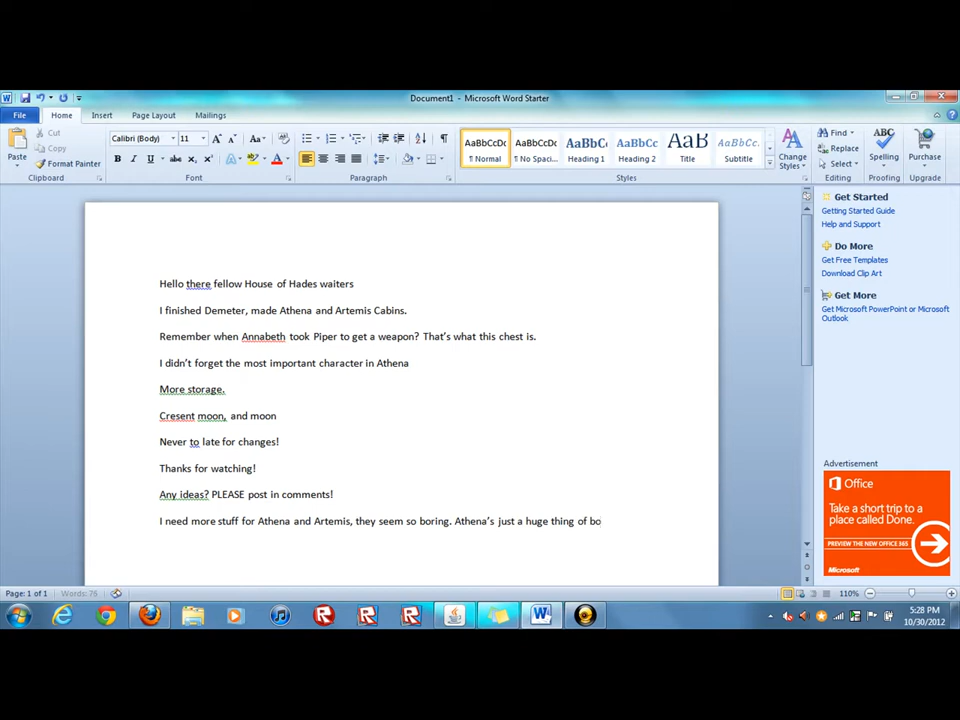 Document1 - Microsoft Word Starter
File Home Insert Page Layout Mailings
Paste Cut Copy Format Painter Clipboard
Calibri (Body) 11 Font
Paragraph
AaBbCcDc ¶ Normal AaBbCcDc ¶ No Spaci... AaBbCc Heading 1 AaBbCc Heading 2 AaB Title AaBbCc. Subtitle Change Styles Styles
Find Replace Select Editing
ABC Spelling Proofing
Purchase Upgrade
Hello there fellow House of Hades waiters
I finished Demeter, made Athena and Artemis Cabins.
Remember when Annabeth took Piper to get a weapon? That's what this chest is.
I didn't forget the most important character in Athena
More storage.
Cresent moon, and moon
Never to late for changes!
Thanks for watching!
Any ideas? PLEASE post in comments!
I need more stuff for Athena and Artemis, they seem so boring. Athena's just a huge thing of bo
Get Started
Getting Started Guide
Help and Support
Do More
Get Free Templates
Download Clip Art
Get More
Get Microsoft PowerPoint or Microsoft
Outlook
Advertisement
Office
Take a short trip to a
place called Done.
PREVIEW THE NEW OFFICE 365
Microsoft
Page: 1 of 1 Words: 76 110%
5:28 PM
10/30/2012